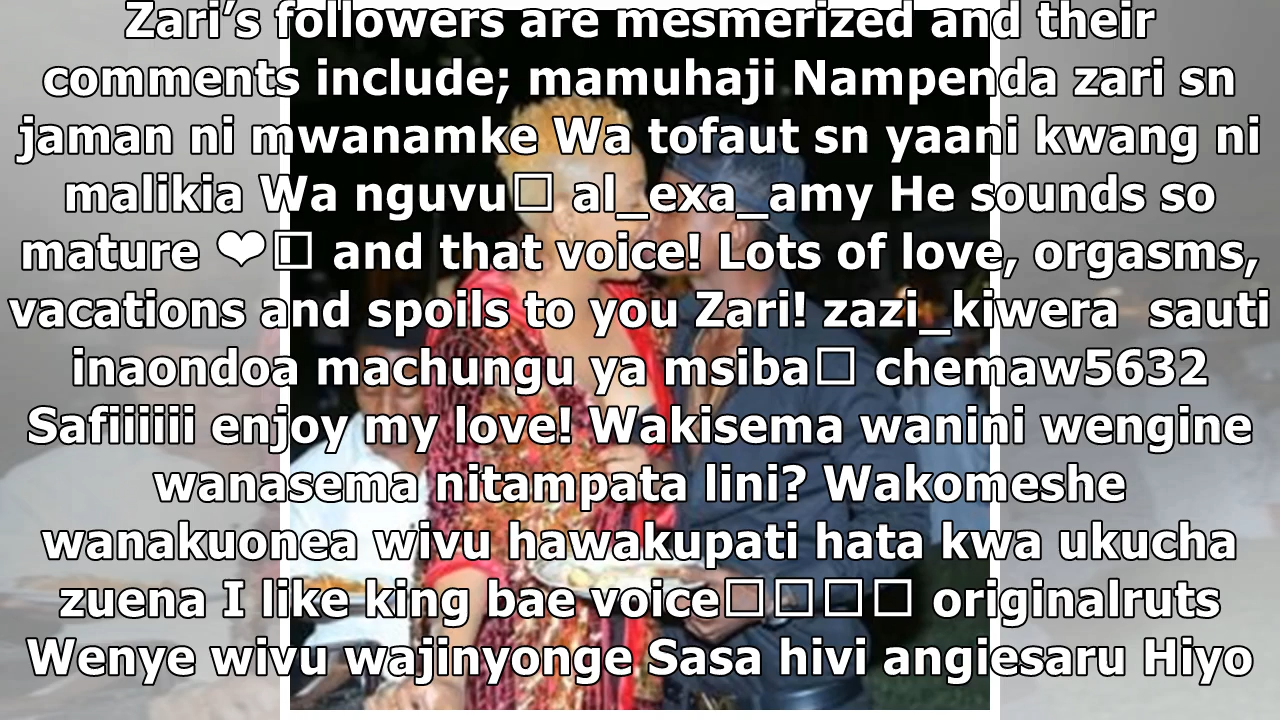 Zari’s followers are mesmerized and their
comments include; mamuhaji Nampenda zari sn
jaman ni mwanamke Wa tofaut sn yaani kwang ni
malikia Wa nguvu□ al_exa_amy He sounds so
mature ❤□ and that voice! Lots of love, orgasms,
vacations and spoils to you Zari! zazi_kiwera sauti
inaondoa machungu ya msiba□ chemaw5632
Safiiiiii enjoy my love! Wakisema wanini wengine
wanasema nitampata lini? Wakomeshe
wanakuonea wivu hawakupati hata kwa ukucha
zuena I like king bae voice□□□□ originalruts
Wenye wivu wajinyonge Sasa hivi angiesaru Hiyo